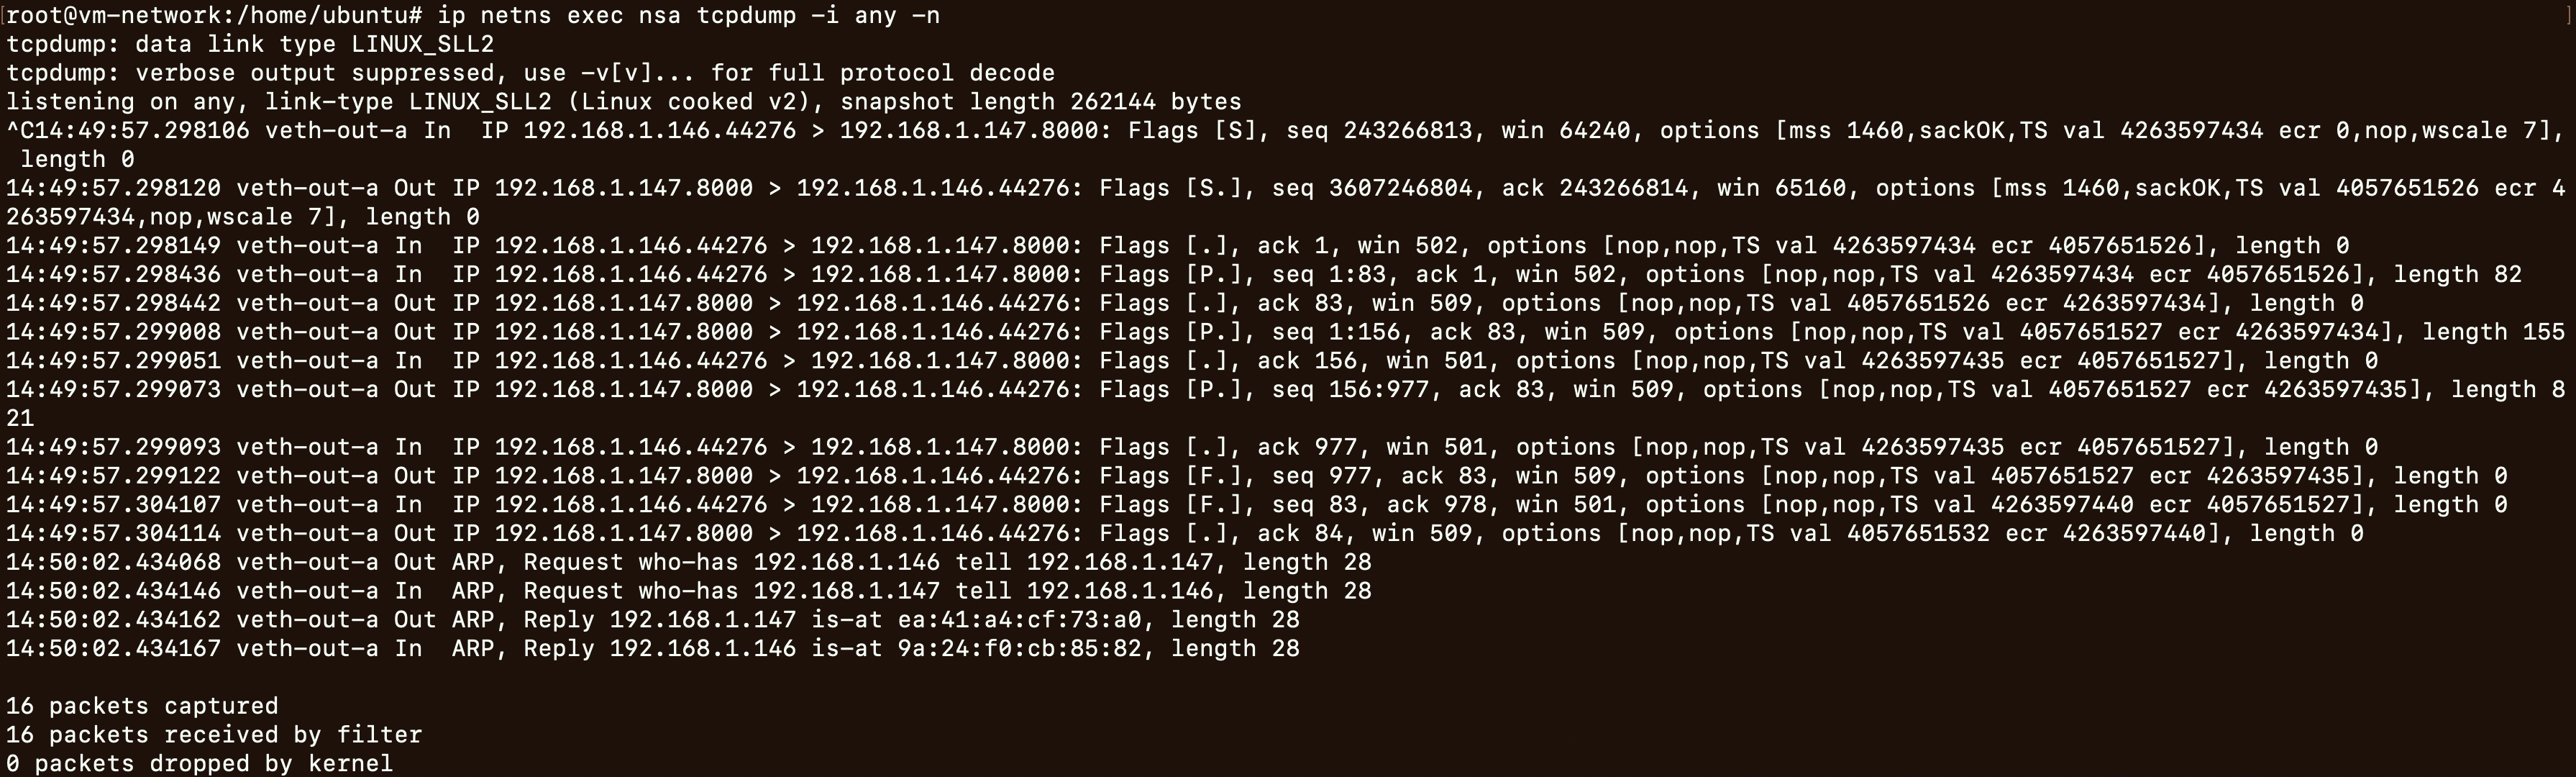 [root@vm-network:/home/ubuntu# ip netns exec nsa tcpdump -i any -n ]
tcpdump: data link type LINUX_SLL2
tcpdump: verbose output suppressed, use -v[v]... for full protocol decode
listening on any, link-type LINUX_SLL2 (Linux cooked v2), snapshot length 262144 bytes
^C14:49:57.298106 veth-out-a In  IP 192.168.1.146.44276 > 192.168.1.147.8000: Flags [S], seq 243266813, win 64240, options [mss 1460,sackOK,TS val 4263597434 ecr 0,nop,wscale 7],
 length 0
14:49:57.298120 veth-out-a Out IP 192.168.1.147.8000 > 192.168.1.146.44276: Flags [S.], seq 3607246804, ack 243266814, win 65160, options [mss 1460,sackOK,TS val 4057651526 ecr 4
263597434,nop,wscale 7], length 0
14:49:57.298149 veth-out-a In  IP 192.168.1.146.44276 > 192.168.1.147.8000: Flags [.], ack 1, win 502, options [nop,nop,TS val 4263597434 ecr 4057651526], length 0
14:49:57.298436 veth-out-a In  IP 192.168.1.146.44276 > 192.168.1.147.8000: Flags [P.], seq 1:83, ack 1, win 502, options [nop,nop,TS val 4263597434 ecr 4057651526], length 82
14:49:57.298442 veth-out-a Out IP 192.168.1.147.8000 > 192.168.1.146.44276: Flags [.], ack 83, win 509, options [nop,nop,TS val 4057651526 ecr 4263597434], length 0
14:49:57.299008 veth-out-a Out IP 192.168.1.147.8000 > 192.168.1.146.44276: Flags [P.], seq 1:156, ack 83, win 509, options [nop,nop,TS val 4057651527 ecr 4263597434], length 155
14:49:57.299051 veth-out-a In  IP 192.168.1.146.44276 > 192.168.1.147.8000: Flags [.], ack 156, win 501, options [nop,nop,TS val 4263597435 ecr 4057651527], length 0
14:49:57.299073 veth-out-a Out IP 192.168.1.147.8000 > 192.168.1.146.44276: Flags [P.], seq 156:977, ack 83, win 509, options [nop,nop,TS val 4057651527 ecr 4263597435], length 8
21
14:49:57.299093 veth-out-a In  IP 192.168.1.146.44276 > 192.168.1.147.8000: Flags [.], ack 977, win 501, options [nop,nop,TS val 4263597435 ecr 4057651527], length 0
14:49:57.299122 veth-out-a Out IP 192.168.1.147.8000 > 192.168.1.146.44276: Flags [F.], seq 977, ack 83, win 509, options [nop,nop,TS val 4057651527 ecr 4263597435], length 0
14:49:57.304107 veth-out-a In  IP 192.168.1.146.44276 > 192.168.1.147.8000: Flags [F.], seq 83, ack 978, win 501, options [nop,nop,TS val 4263597440 ecr 4057651527], length 0
14:49:57.304114 veth-out-a Out IP 192.168.1.147.8000 > 192.168.1.146.44276: Flags [.], ack 84, win 509, options [nop,nop,TS val 4057651532 ecr 4263597440], length 0
14:50:02.434068 veth-out-a Out ARP, Request who-has 192.168.1.146 tell 192.168.1.147, length 28
14:50:02.434146 veth-out-a In  ARP, Request who-has 192.168.1.147 tell 192.168.1.146, length 28
14:50:02.434162 veth-out-a Out ARP, Reply 192.168.1.147 is-at ea:41:a4:cf:73:a0, length 28
14:50:02.434167 veth-out-a In  ARP, Reply 192.168.1.146 is-at 9a:24:f0:cb:85:82, length 28

16 packets captured
16 packets received by filter
0 packets dropped by kernel